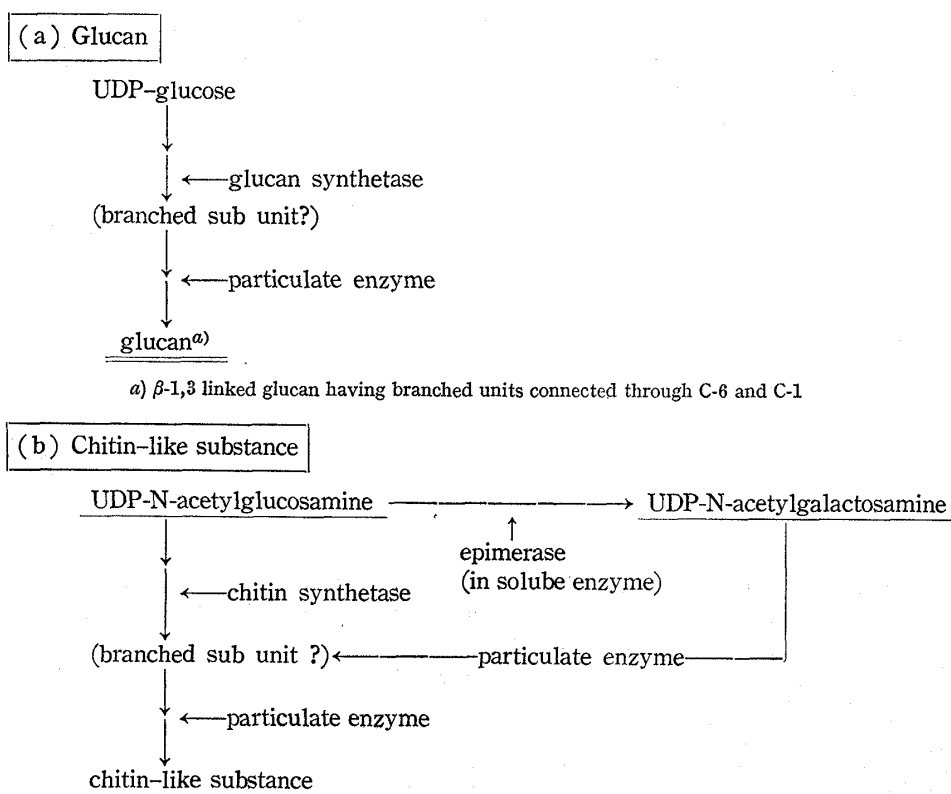 (a) Glucan
UDP-glucose
glucan synthetase
(branched sub unit?)
particulate enzyme
glucan a)
a) β-1,3 linked glucan having branched units connected through C-6 and C-1
(b) Chitin-like substance
UDP-N-acetylglucosamine UDP-N-acetylgalactosamine
epimerase
(in solube enzyme)
chitin synthetase
(branched sub unit ?) particulate enzyme
particulate enzyme
chitin-like substance